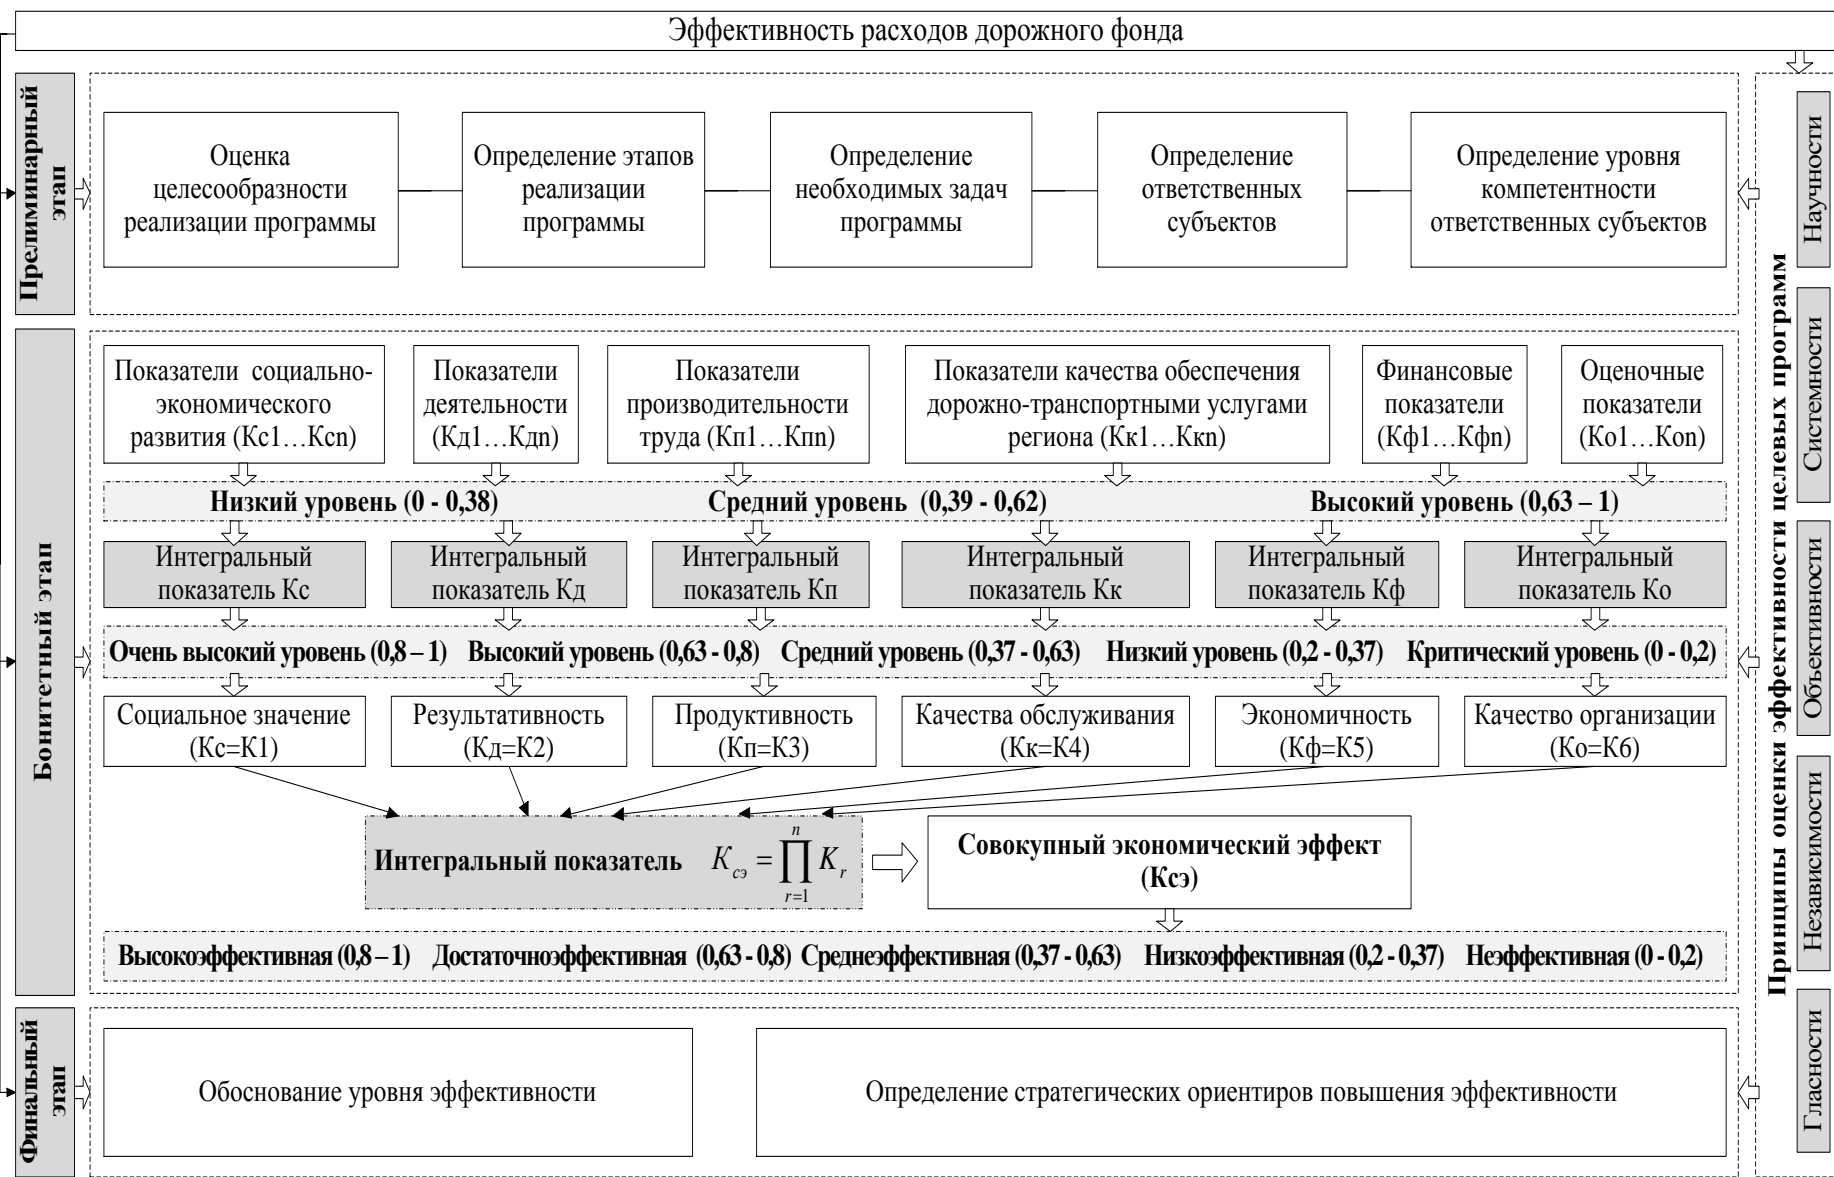 Эффективность расходов дорожного фонда
Прелиминарный
этап
Оценка
целесообразности
реализации программы
Определение этапов
реализации
программы
Определение
необходимых задач
программы
Определение
ответственных
субъектов
Определение уровня
компетентности
ответственных субъектов
Бонитетный этап
Показатели социально-
экономического
развития (Кс1…Ксn)
Показатели
деятельности
(Кд1…Кдn)
Показатели
производительности
труда (Кп1…Кпn)
Показатели качества обеспечения
дорожно-транспортными услугами
региона (Кк1…Ккn)
Финансовые
показатели
(Кф1…Кфn)
Оценочные
показатели
(Ко1…Коn)
Низкий уровень (0 - 0,38)
Средний уровень (0,39 - 0,62)
Высокий уровень (0,63 – 1)
Интегральный
показатель Кс
Интегральный
показатель Кд
Интегральный
показатель Кп
Интегральный
показатель Кк
Интегральный
показатель Кф
Интегральный
показатель Ко
Очень высокий уровень (0,8 – 1) Высокий уровень (0,63 - 0,8) Средний уровень (0,37 - 0,63) Низкий уровень (0,2 - 0,37) Критический уровень (0 - 0,2)
Социальное значение
(Кс=К1)
Результативность
(Кд=К2)
Продуктивность
(Кп=К3)
Качества обслуживания
(Кк=К4)
Экономичность
(Кф=К5)
Качество организации
(Ко=К6)
Интегральный показатель K_{сэ} = \prod_{r=1}^{n} K_r
Совокупный экономический эффект
(Ксэ)
Высокоэффективная (0,8 – 1) Достаточноэффективная (0,63 - 0,8) Среднеэффективная (0,37 - 0,63) Низкоэффективная (0,2 - 0,37) Неэффективная (0 - 0,2)
Финальный
этап
Обоснование уровня эффективности
Определение стратегических ориентиров повышения эффективности
Принципы оценки эффективности целевых программ
Научности
Системности
Объективности
Независимости
Гласности